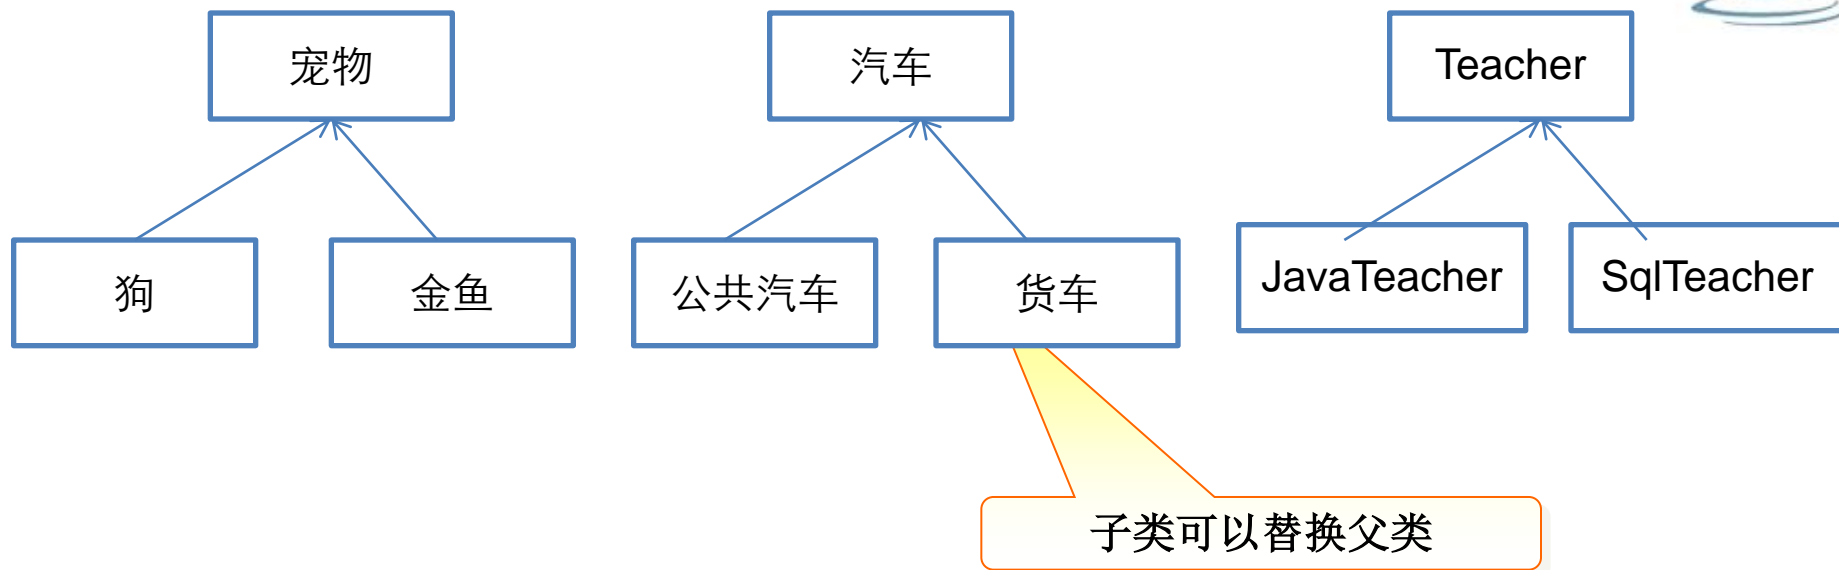 宠物
汽车
Teacher
狗
金鱼
公共汽车
货车
JavaTeacher
SqlTeacher
子类可以替换父类